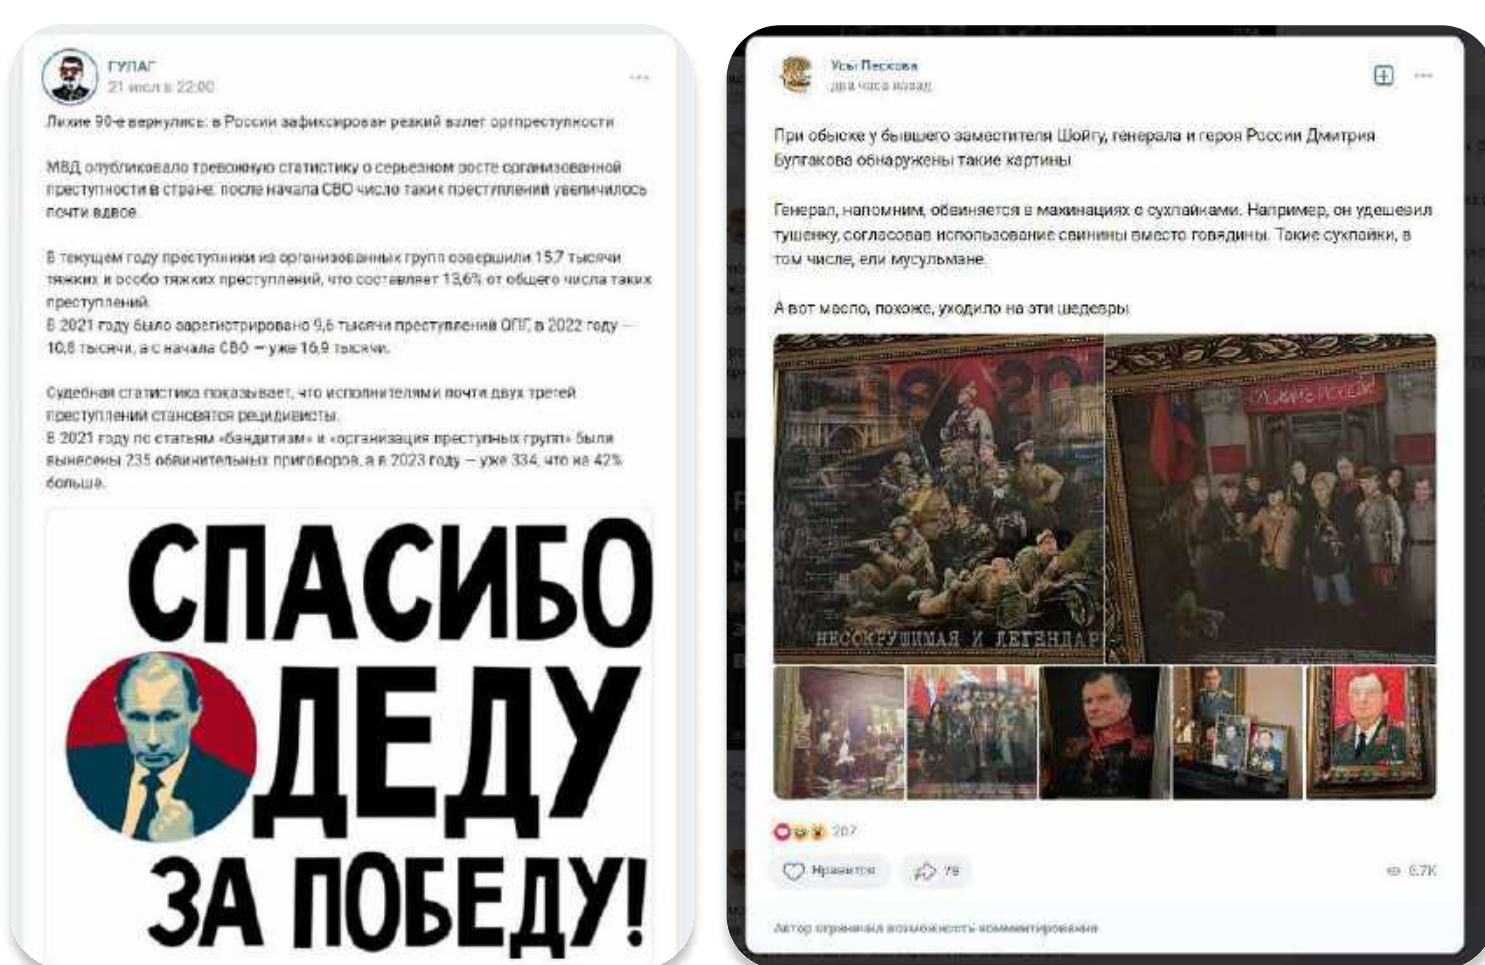 ГУЛАГ
21 июл в 22:00
Лихие 90-е вернулись: в России зафиксирован резкий взлет оргпреступности
МВД опубликовало тревожную статистику о серьезном росте организованной
преступности в стране: после начала СВО число таких преступлений увеличилось
почти вдвое.
В текущем году преступники из организованных групп совершили 15,7 тысячи
тяжких и особо тяжких преступлений, что составляет 13,6% от общего числа таких
преступлений.
В 2021 году было зарегистрировано 9,6 тысячи преступлений ОПГ, в 2022 году —
10,8 тысячи, а с начала СВО — уже 16,9 тысячи.
Судебная статистика показывает, что исполнителями почти двух третей
преступлений становятся рецидивисты.
В 2021 году по статьям «бандитизм» и «организация преступных групп» были
вынесены 235 обвинительных приговоров, а в 2023 году — уже 334, что на 42%
больше.
СПАСИБО
ДЕДУ
ЗА ПОБЕДУ!
Усы Пескова
два часа назад
При обыске у бывшего заместителя Шойгу, генерала и героя России Дмитрия
Булгакова обнаружены такие картины
Генерал, напомним, обвиняется в махинациях с сухпайками. Например, он удешевил
тушенку, согласовав использование свинины вместо говядины. Такие сухпайки, в
том числе, ели мусульмане.
А вот масло, похоже, уходило на эти шедевры
НЕСОКРУШИМАЯ И ЛЕГЕНДАР
207
Нравится
78
6.7K
Автор ограничил возможность комментирования